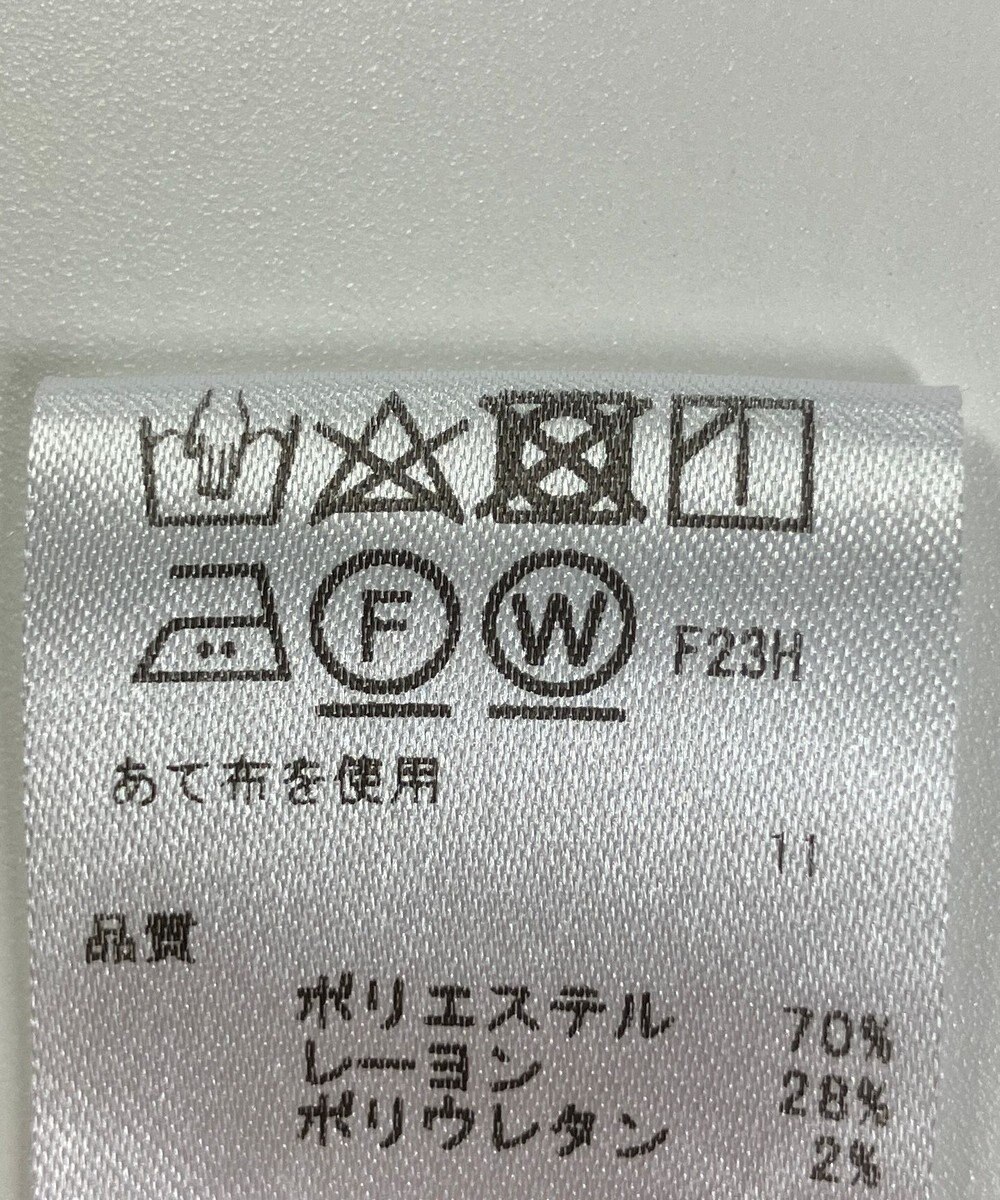 F W F23H
あて布を使用
11
品質
ポリエステル 70%
レーヨン 28%
ポリウレタン 2%